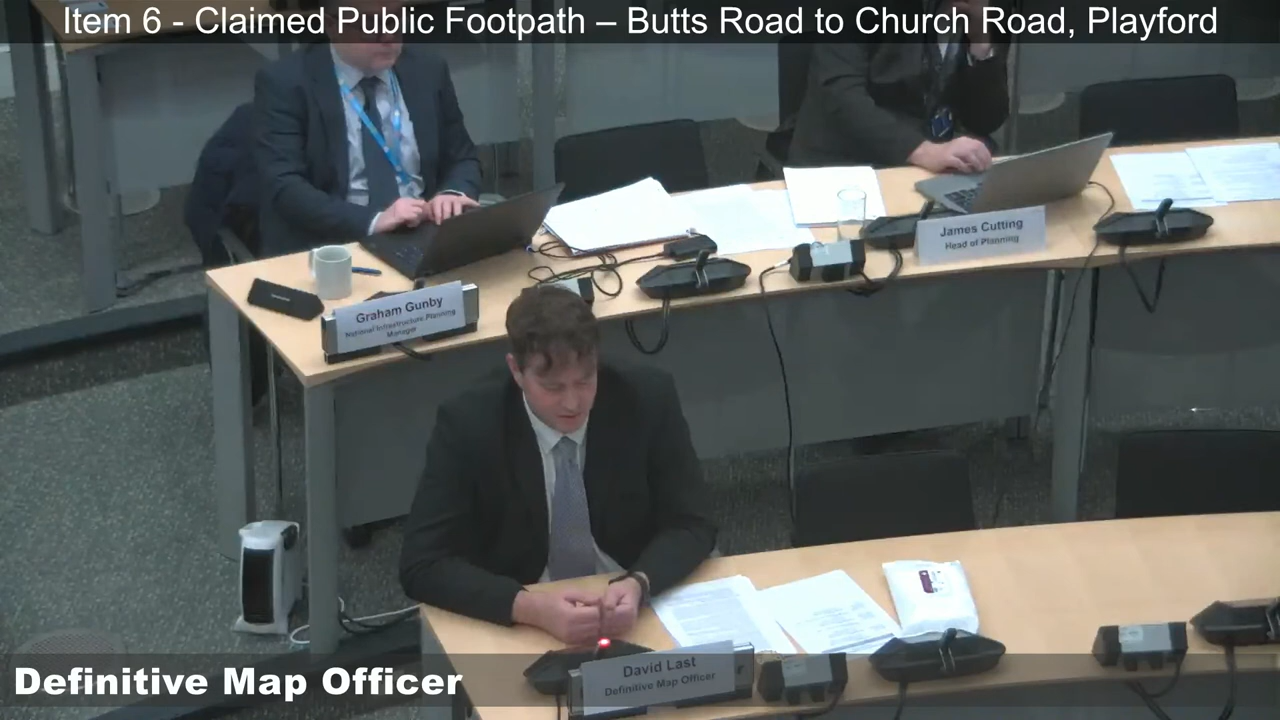 Item 6 - Claimed Public Footpath – Butts Road to Church Road, Playford
James Cutting
Head of Planning
Graham Gunby
National Infrastructure Planning
Manager
David Last
Definitive Map Officer
Definitive Map Officer